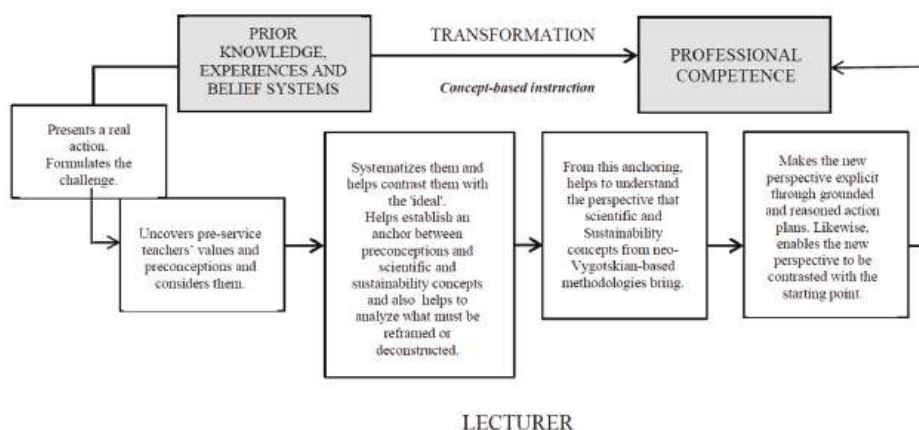 PRIOR
KNOWLEDGE,
EXPERIENCES AND
BELIEF SYSTEMS
TRANSFORMATION
Concept-based instruction
PROFESSIONAL
COMPETENCE
Presents a real
action.
Formulates the
challenge.
Uncovers pre-service
teachers' values and
preconceptions and
considers them.
Systematizes them and
helps contrast them with
the 'ideal'.
Helps establish an
anchor between
preconceptions and
scientific and
sustainability concepts
and also helps to
analyze what must be
reframed or
deconstructed.
From this anchoring,
helps to understand
the perspective that
scientific and
Sustainability
concepts from neo-
Vygotskian-based
methodologies bring.
Makes the new
perspective explicit
through grounded
and reasoned action
plans. Likewise,
enables the new
perspective to be
contrasted with the
starting point.
LECTURER